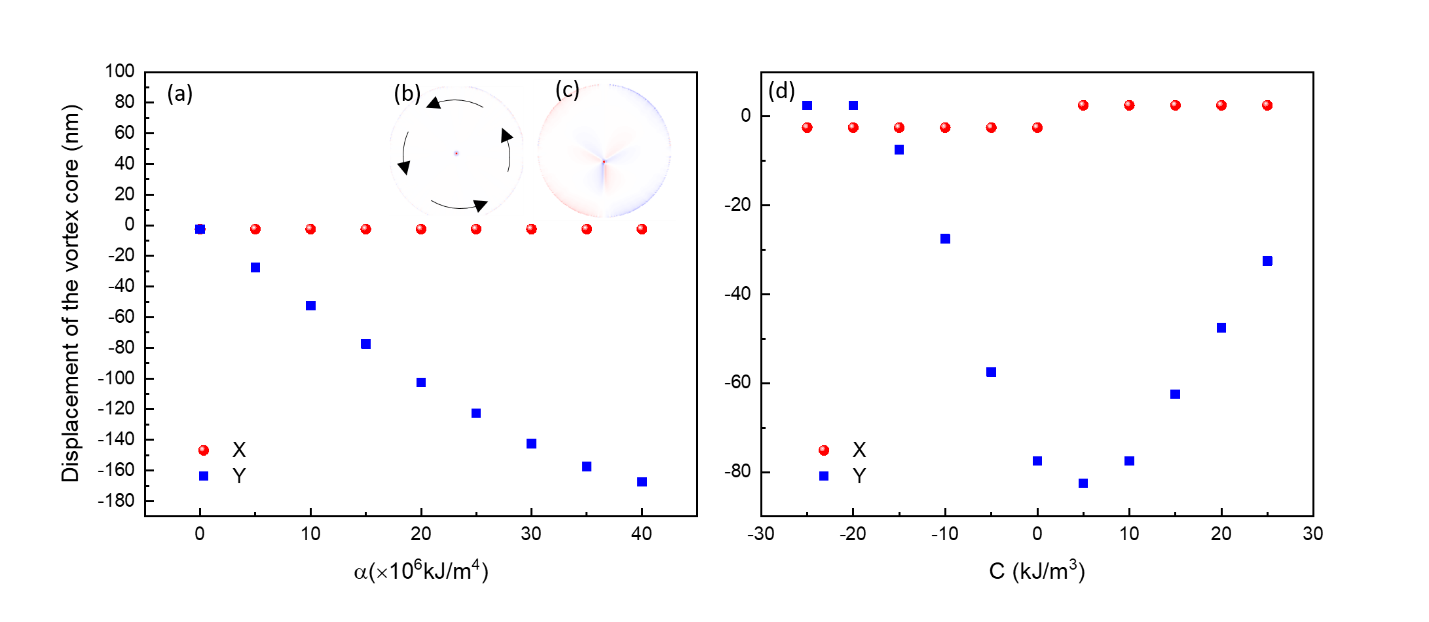 (a)
(b)
(c)
(d)
Displacement of the vortex core (nm)
100
80
60
40
20
0
-20
-40
-60
-80
-100
-120
-140
-160
-180
X
Y
0 10 20 30 40
α(×10⁶kJ/m⁴)
0
-20
-40
-60
-80
X
Y
-30 -20 -10 0 10 20 30
C (kJ/m³)